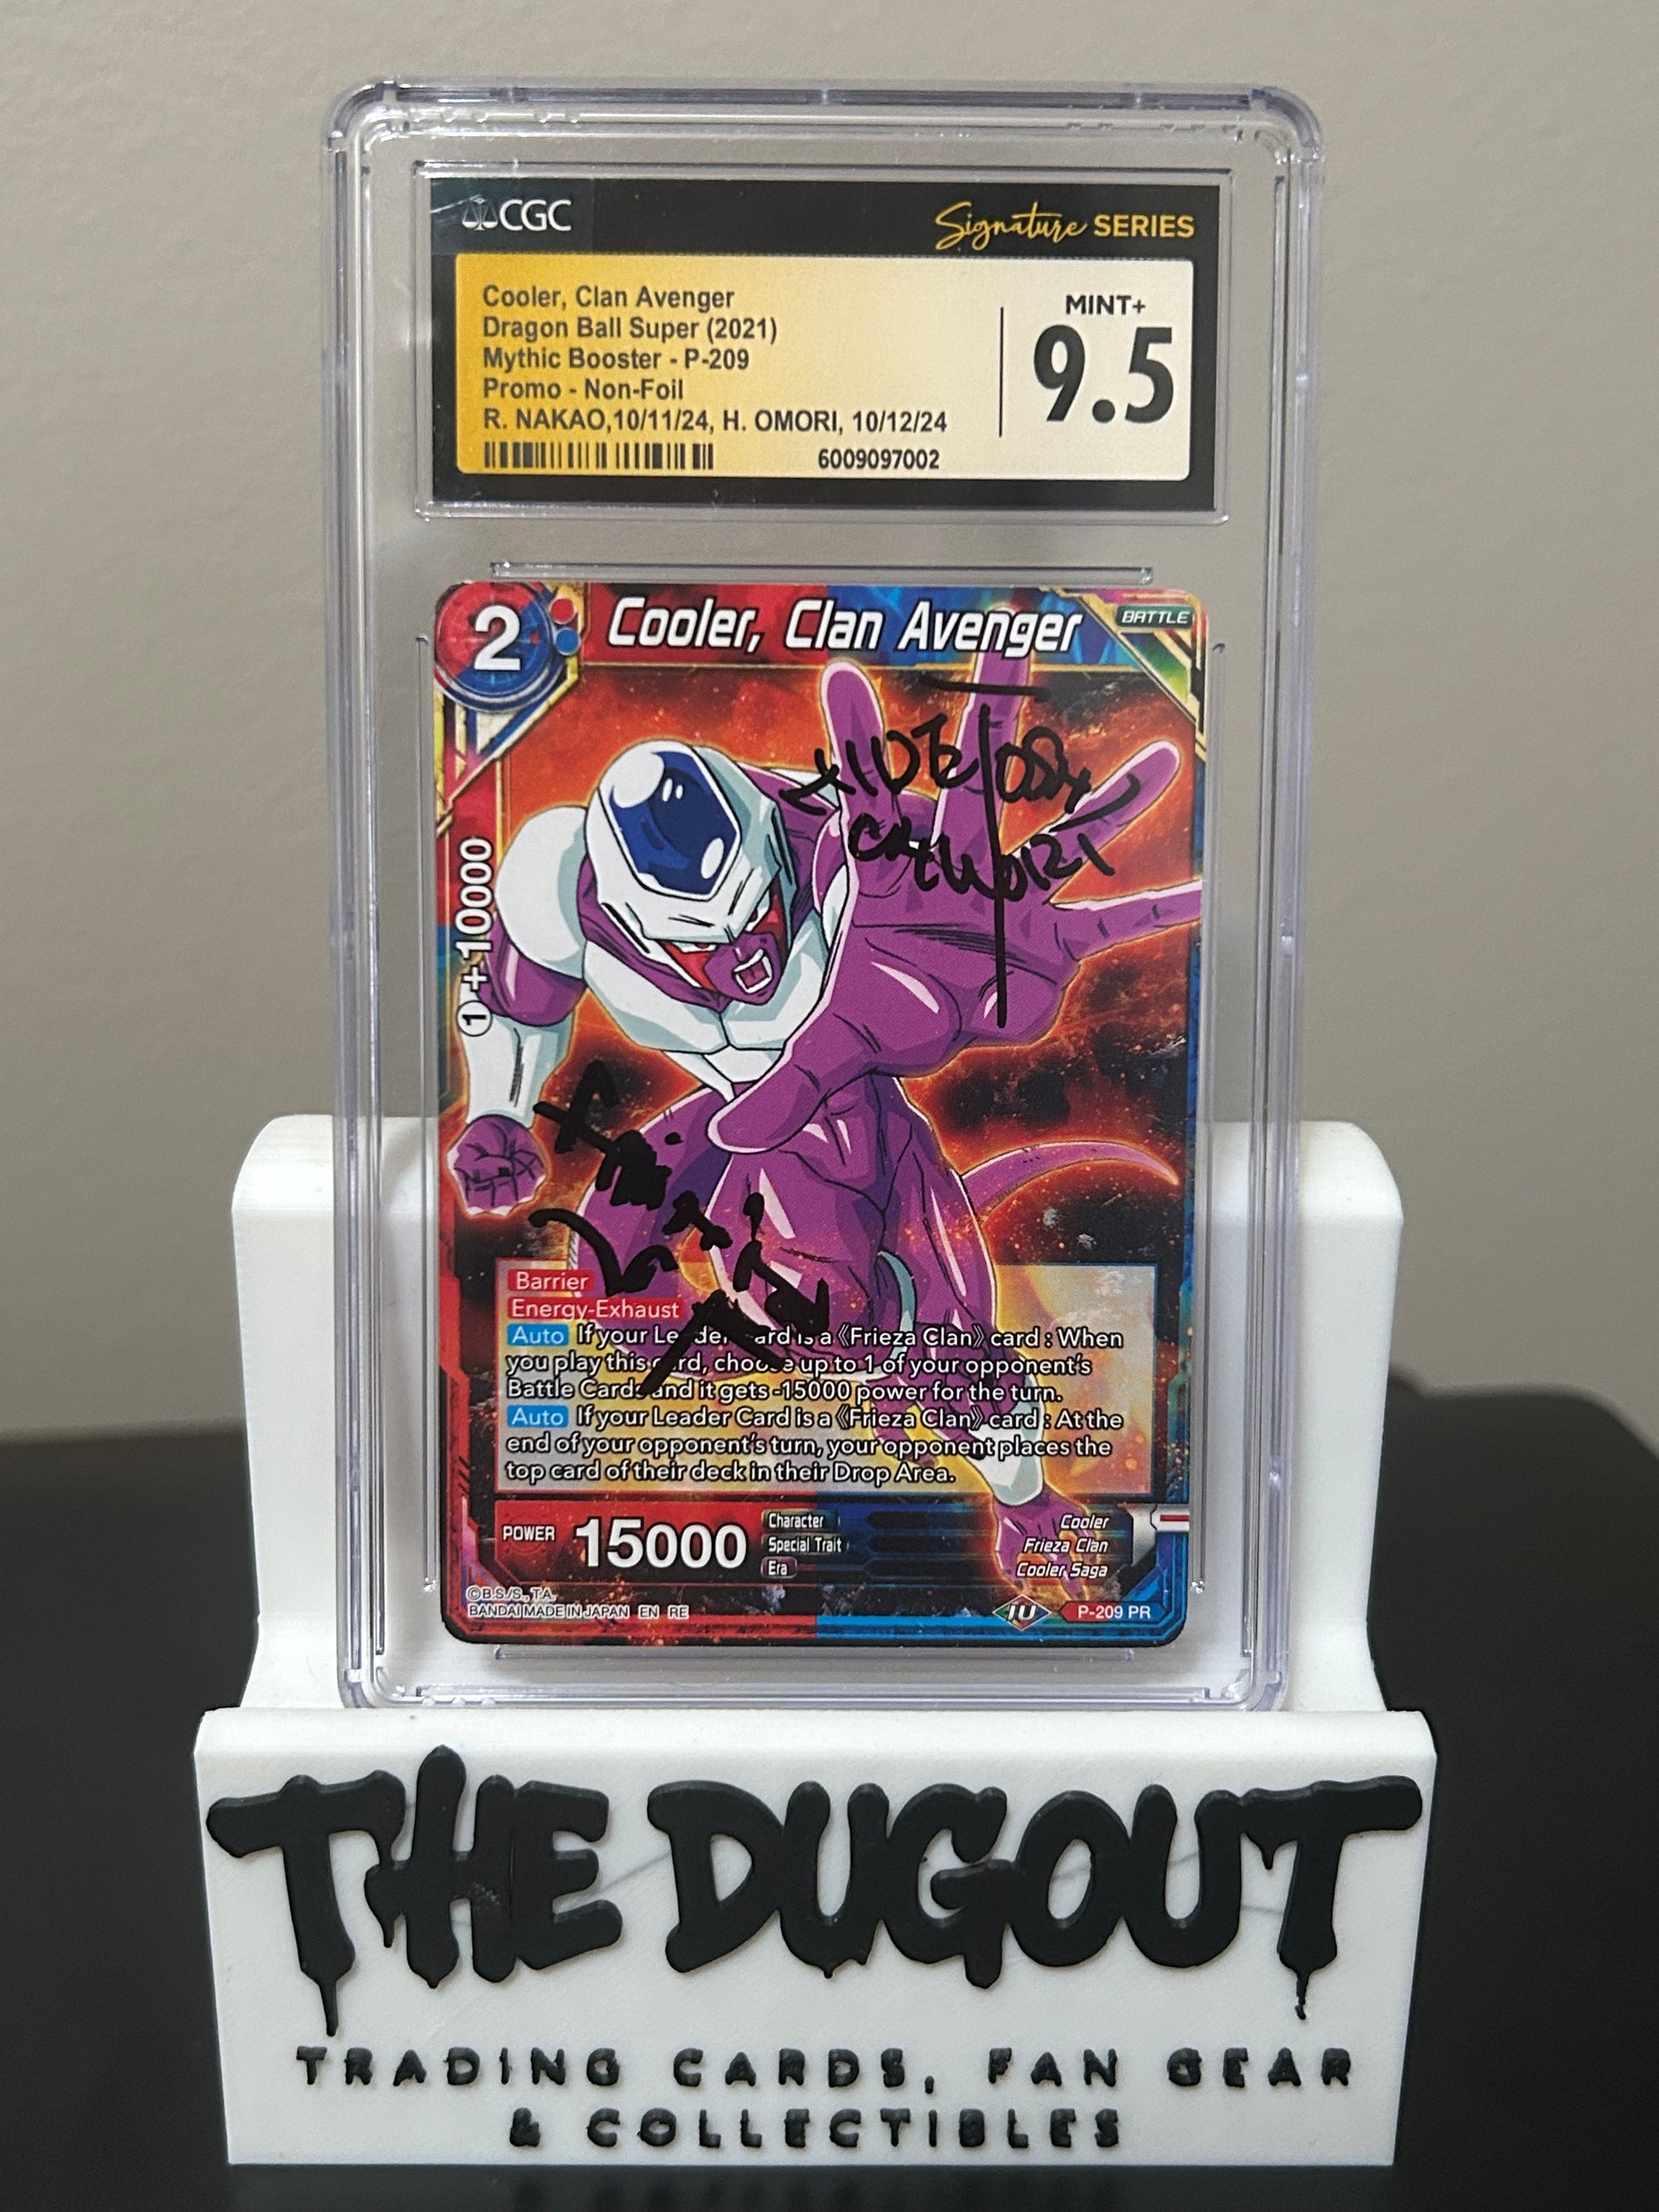 CGC
Signature SERIES
Cooler, Clan Avenger
Dragon Ball Super (2021)
Mythic Booster - P-209
Promo - Non-Foil
R. NAKAO,10/11/24, H. OMORI, 10/12/24
6009097002
MINT+
9.5
2
Cooler, Clan Avenger
BATTLE
1 +10000
Barrier
Energy-Exhaust
Auto If your Leader Card is a 《Frieza Clan》 card : When
you play this card, choose up to 1 of your opponent's
Battle Cards and it gets -15000 power for the turn.
Auto If your Leader Card is a 《Frieza Clan》 card : At the
end of your opponent's turn, your opponent places the
top card of their deck in their Drop Area.
POWER 15000
Character Cooler
Special Trait Frieza Clan
Era Cooler Saga
©B.S./S., T.A.
BANDAI MADE IN JAPAN EN RE
IU P-209 PR
THE DUGOUT
TRADING CARDS, FAN GEAR
& COLLECTIBLES